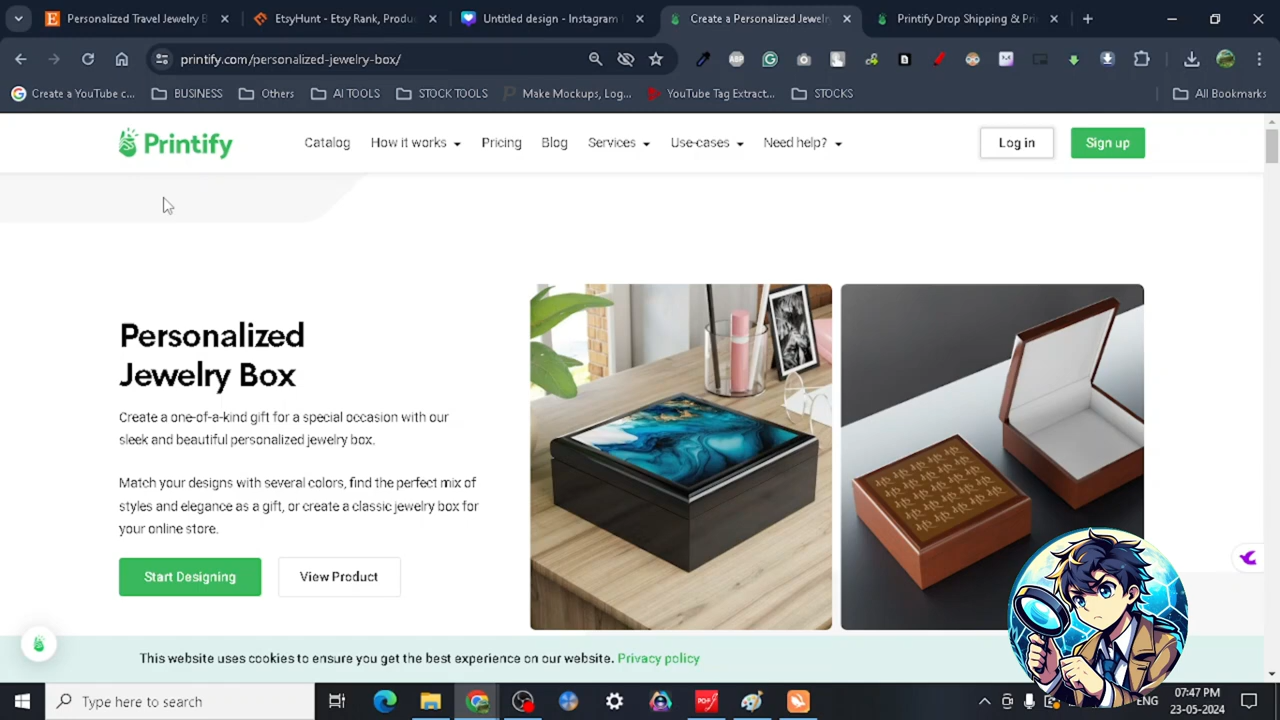 Personalized Travel Jewelry B
EtsyHunt - Etsy Rank, Produc
Untitled design - Instagram
Create a Personalized Jewelr
Printify Drop Shipping & Pri
printify.com/personalized-jewelry-box/
Create a YouTube c...
BUSINESS
Others
AI TOOLS
STOCK TOOLS
Make Mockups, Log...
YouTube Tag Extract...
STOCKS
All Bookmarks
Printify
Catalog
How it works
Pricing
Blog
Services
Use-cases
Need help?
Log in
Sign up
Personalized
Jewelry Box
Create a one-of-a-kind gift for a special occasion with our
sleek and beautiful personalized jewelry box.
Match your designs with several colors, find the perfect mix of
styles and elegance as a gift, or create a classic jewelry box for
your online store.
Start Designing
View Product
This website uses cookies to ensure you get the best experience on our website. Privacy policy
Type here to search
ENG
07:47 PM
23-05-2024